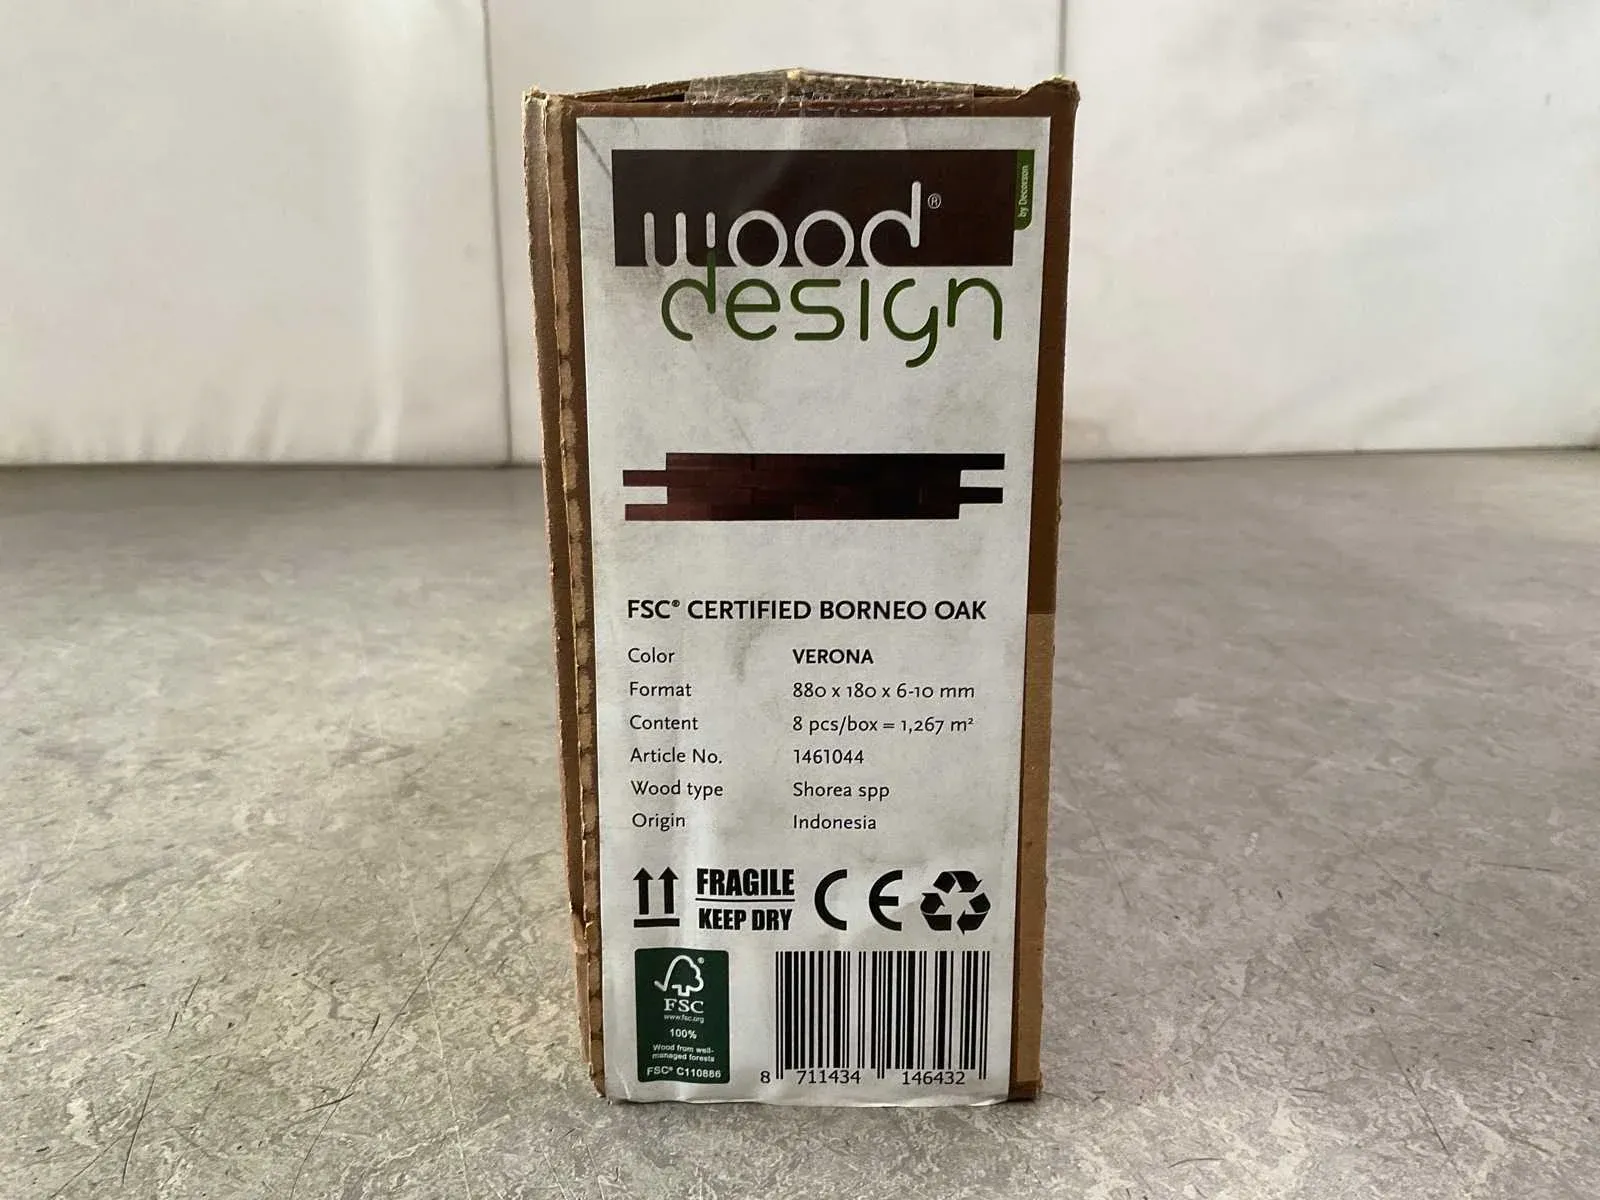 wood®
design
by Decorson
FSC® CERTIFIED BORNEO OAK
Color VERONA
Format 880 x 180 x 6-10 mm
Content 8 pcs/box = 1,267 m²
Article No. 1461044
Wood type Shorea spp
Origin Indonesia
FRAGILE
KEEP DRY
CE
FSC
www.fsc.org
100%
Wood from well-
managed forests
FSC® C110886
8 711434 146432